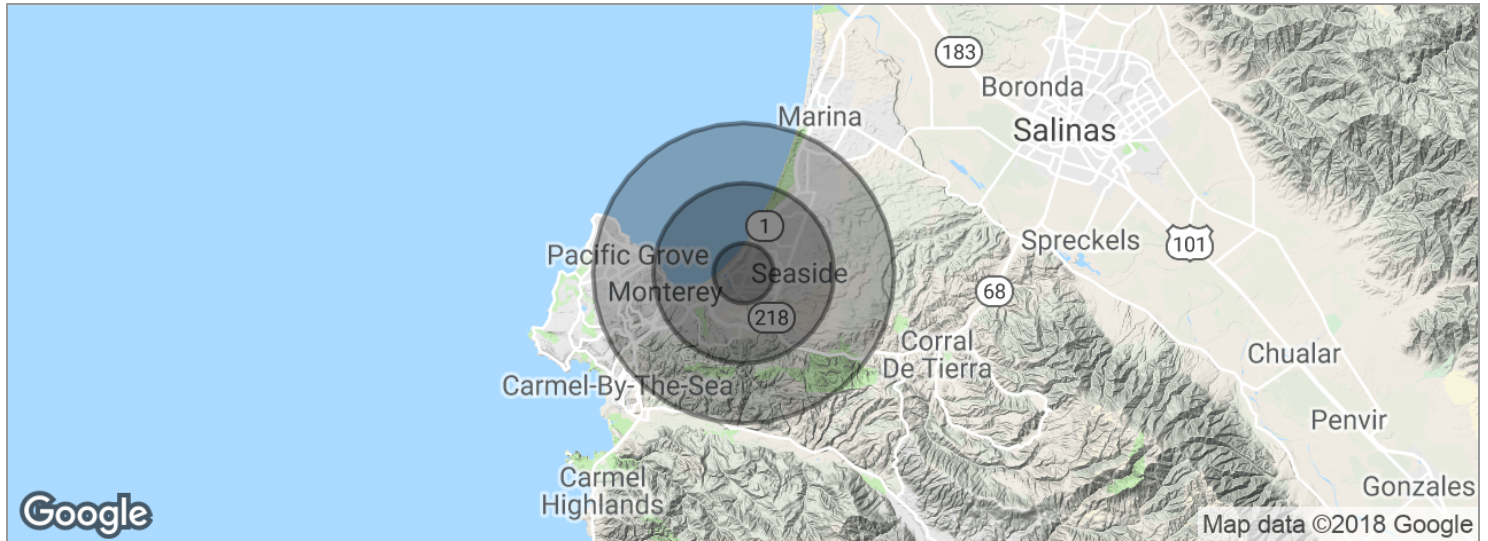 183
Boronda
Marina
Salinas
1
Spreckels
101
Pacific Grove
Seaside
Monterey
68
218
Corral
De Tierra
Chualar
Carmel-By-The-Sea
Penvir
Carmel
Highlands
Gonzales
Google
Map data ©2018 Google